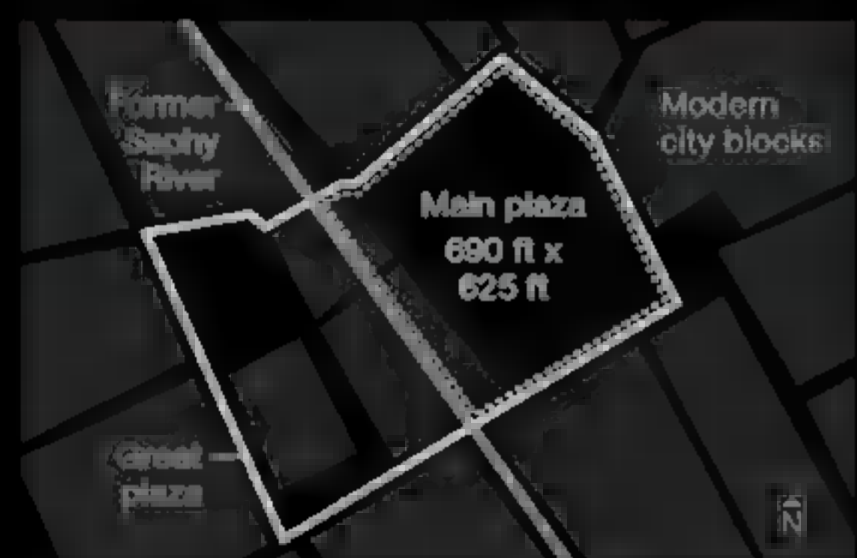 Former
Saphy
River
Modern
city blocks
Main plaza
690 ft x
625 ft
Great
plaza
N